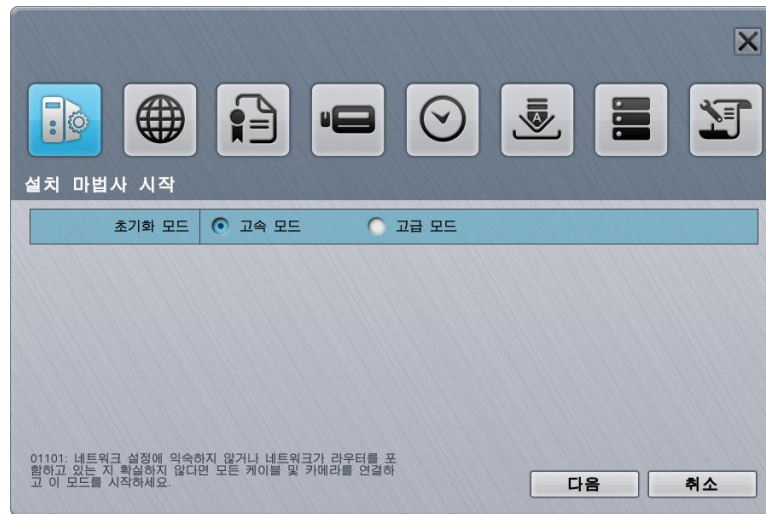 설치 마법사 시작
초기화 모드 고속 모드 고급 모드
01101: 네트워크 설정에 익숙하지 않거나 네트워크가 라우터를 포
함하고 있는 지 확실하지 않다면 모든 케이블 및 카메라를 연결하
고 이 모드를 시작하세요.
다음 취소